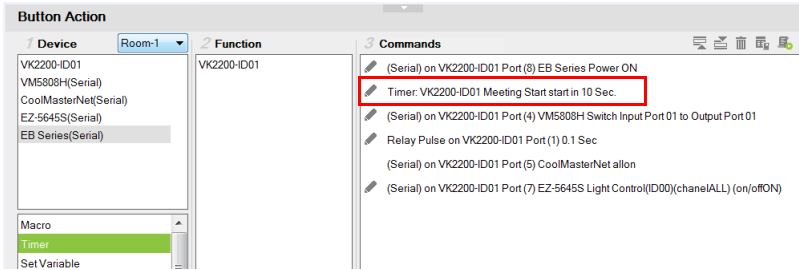 Button Action
1 Device Room-1
VK2200-ID01
VM5808H(Serial)
CoolMasterNet(Serial)
EZ-5645S(Serial)
EB Series(Serial)
Macro
Timer
Set Variable
2 Function
VK2200-ID01
3 Commands
(Serial) on VK2200-ID01 Port (8) EB Series Power ON
Timer: VK2200-ID01 Meeting Start start in 10 Sec.
(Serial) on VK2200-ID01 Port (4) VM5808H Switch Input Port 01 to Output Port 01
Relay Pulse on VK2200-ID01 Port (1) 0.1 Sec
(Serial) on VK2200-ID01 Port (5) CoolMasterNet allon
(Serial) on VK2200-ID01 Port (7) EZ-5645S Light Control(ID00)(chanelALL) (on/offON)